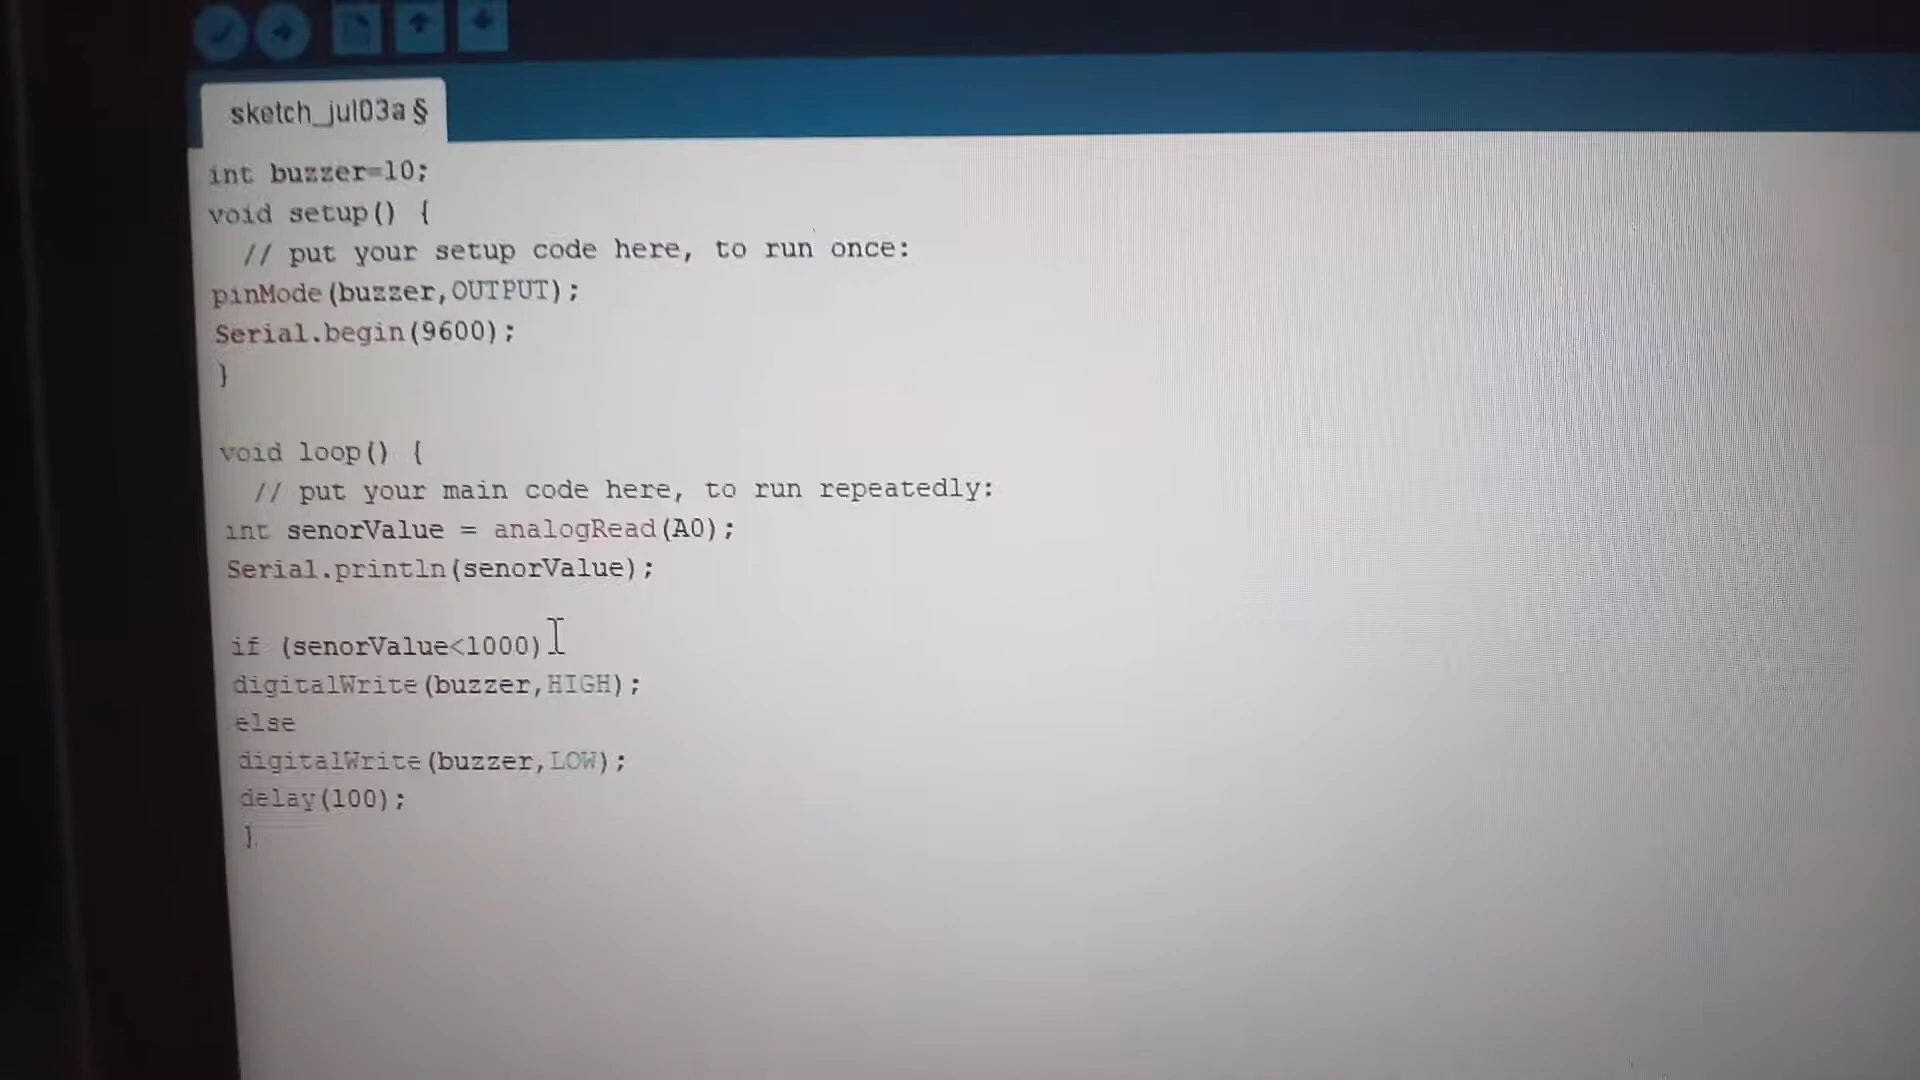 sketch_jul03a §
int buzzer=10;
void setup() {
// put your setup code here, to run once:
pinMode(buzzer,OUTPUT);
Serial.begin(9600);
}
void loop() {
// put your main code here, to run repeatedly:
int senorValue = analogRead(A0);
Serial.println(senorValue);
if (senorValue<1000)
digitalWrite(buzzer,HIGH);
else
digitalWrite(buzzer,LOW);
delay(100);
}